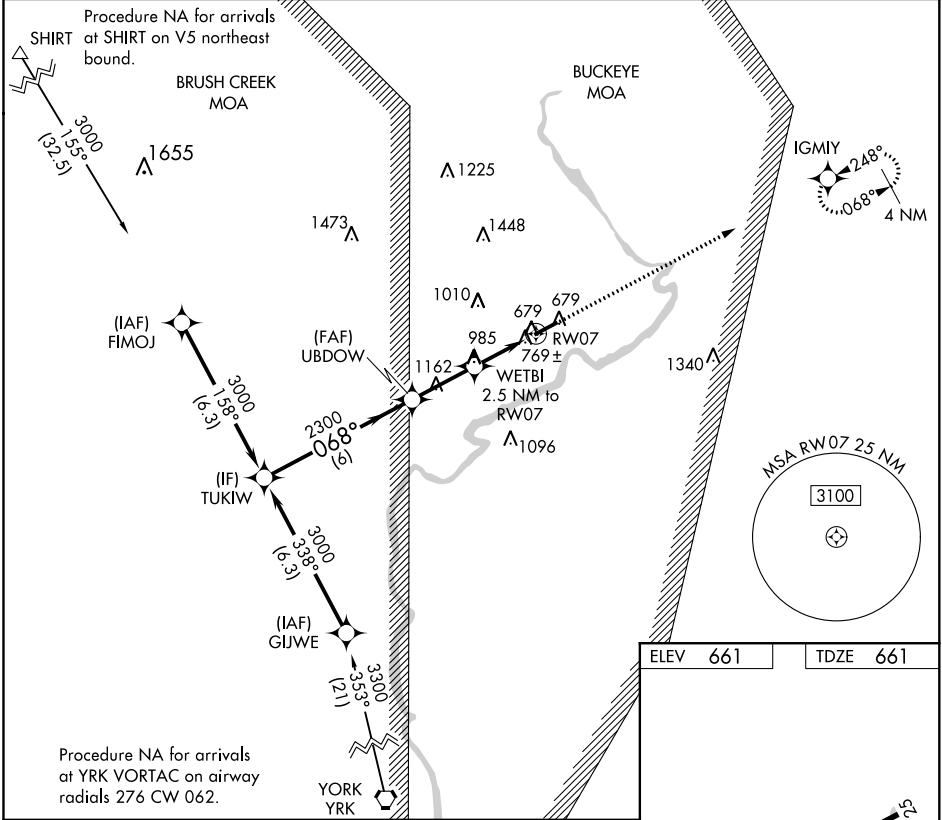 Procedure NA for arrivals
at SHIRT on V5 northeast
bound.
SHIRT
BRUSH CREEK
MOA
BUCKEYE
MOA
3000
155°
(32.5)
1655
1225
IGMIY
248°
068°
4 NM
1473
1448
1010
679
679
(IAF)
FIMOJ
(FAF)
UBDOW
985
RW07
769±
1162
WETBI
2.5 NM to
RW07
1340
3000
158°
(6.3)
2300
068°
(6)
1096
(IF)
TUKIW
MSA RW07 25 NM
3100
3000
338°
(6.3)
(IAF)
GIJWE
3300
353°
(21)
ELEV 661
TDZE 661
Procedure NA for arrivals
at YRK VORTAC on airway
radials 276 CW 062.
YORK
YRK
25